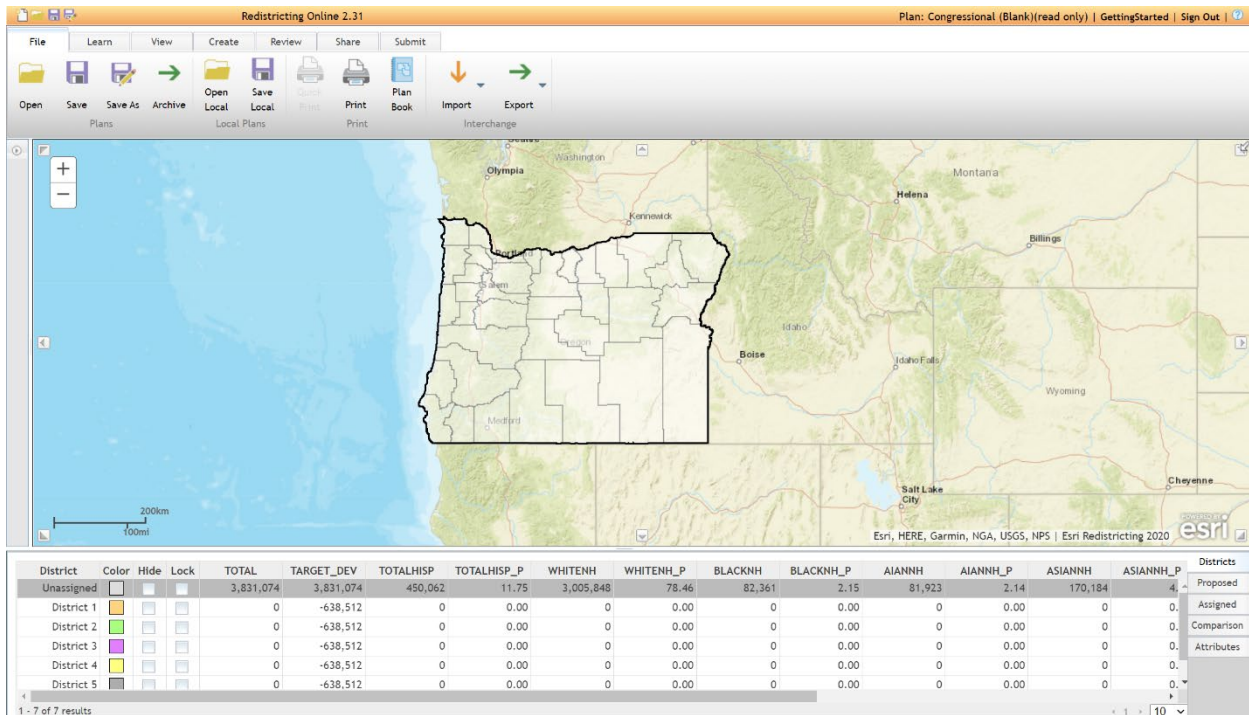 Redistricting Online 2.31
Plan: Congressional (Blank)(read only) | GettingStarted | Sign Out |
File Learn View Create Review Share Submit
Open Save Save As Archive Open Local Save Local Quick Print Print Plan Book Import Export
Plans Local Plans Print Interchange
+
−
Washington
Olympia
Montana
Helena
Kennewick
Billings
Portland
Salem
Idaho
Oregon
Boise
Idaho Falls
Wyoming
Medford
Salt Lake City
Cheyenne
200km
100mi
Esri, HERE, Garmin, NGA, USGS, NPS | Esri Redistricting 2020
POWERED BY
esri
District Color Hide Lock TOTAL TARGET_DEV TOTALHISP TOTALHISP_P WHITENH WHITENH_P BLACKNH BLACKNH_P AIANNH AIANNH_P ASIANNH ASIANNH_P
Unassigned 3,831,074 3,831,074 450,062 11.75 3,005,848 78.46 82,361 2.15 81,923 2.14 170,184 4.
District 1 0 -638,512 0 0.00 0 0.00 0 0.00 0 0.00 0 0.
District 2 0 -638,512 0 0.00 0 0.00 0 0.00 0 0.00 0 0.
District 3 0 -638,512 0 0.00 0 0.00 0 0.00 0 0.00 0 0.
District 4 0 -638,512 0 0.00 0 0.00 0 0.00 0 0.00 0 0.
District 5 0 -638,512 0 0.00 0 0.00 0 0.00 0 0.00 0 0.
Districts
Proposed
Assigned
Comparison
Attributes
1 - 7 of 7 results
1
10